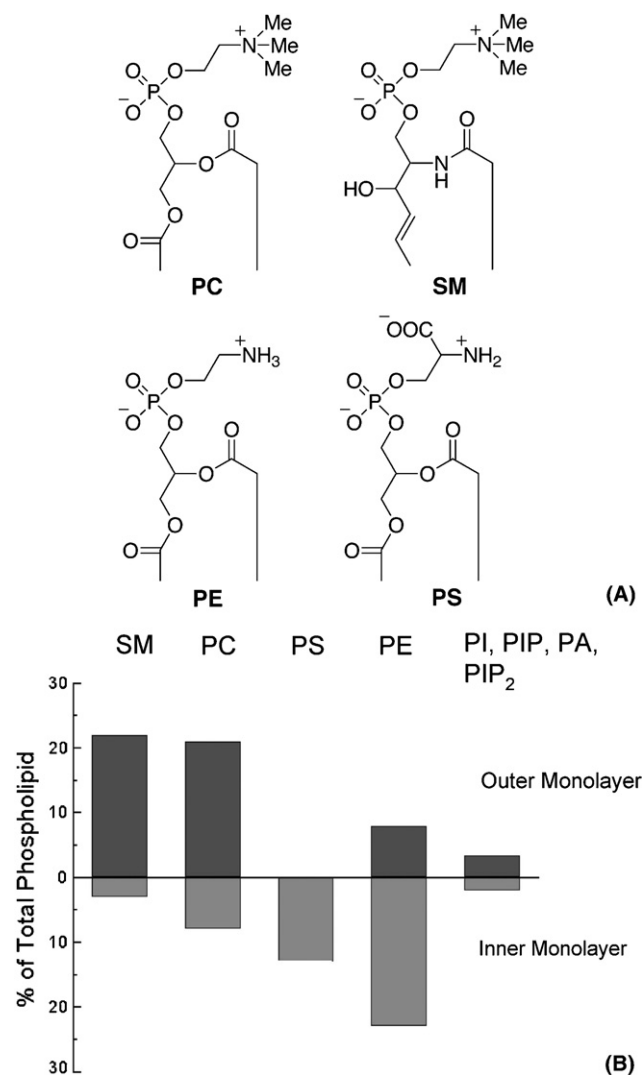 O
O
P
⁻O
O
O
+
N
Me
Me
Me
O
O
O
O
PC
O
O
P
⁻O
O
O
+
N
Me
Me
Me
HO
N
H
O
SM
O
O
P
⁻O
O
+
NH₃
O
O
O
O
PE
⁻OOC
+
NH₂
O
O
P
⁻O
O
O
O
O
O
PS
(A)
SM PC PS PE PI, PIP, PA,
PIP₂
% of Total Phospholipid
30
20
10
0
10
20
30
Outer Monolayer
Inner Monolayer
(B)